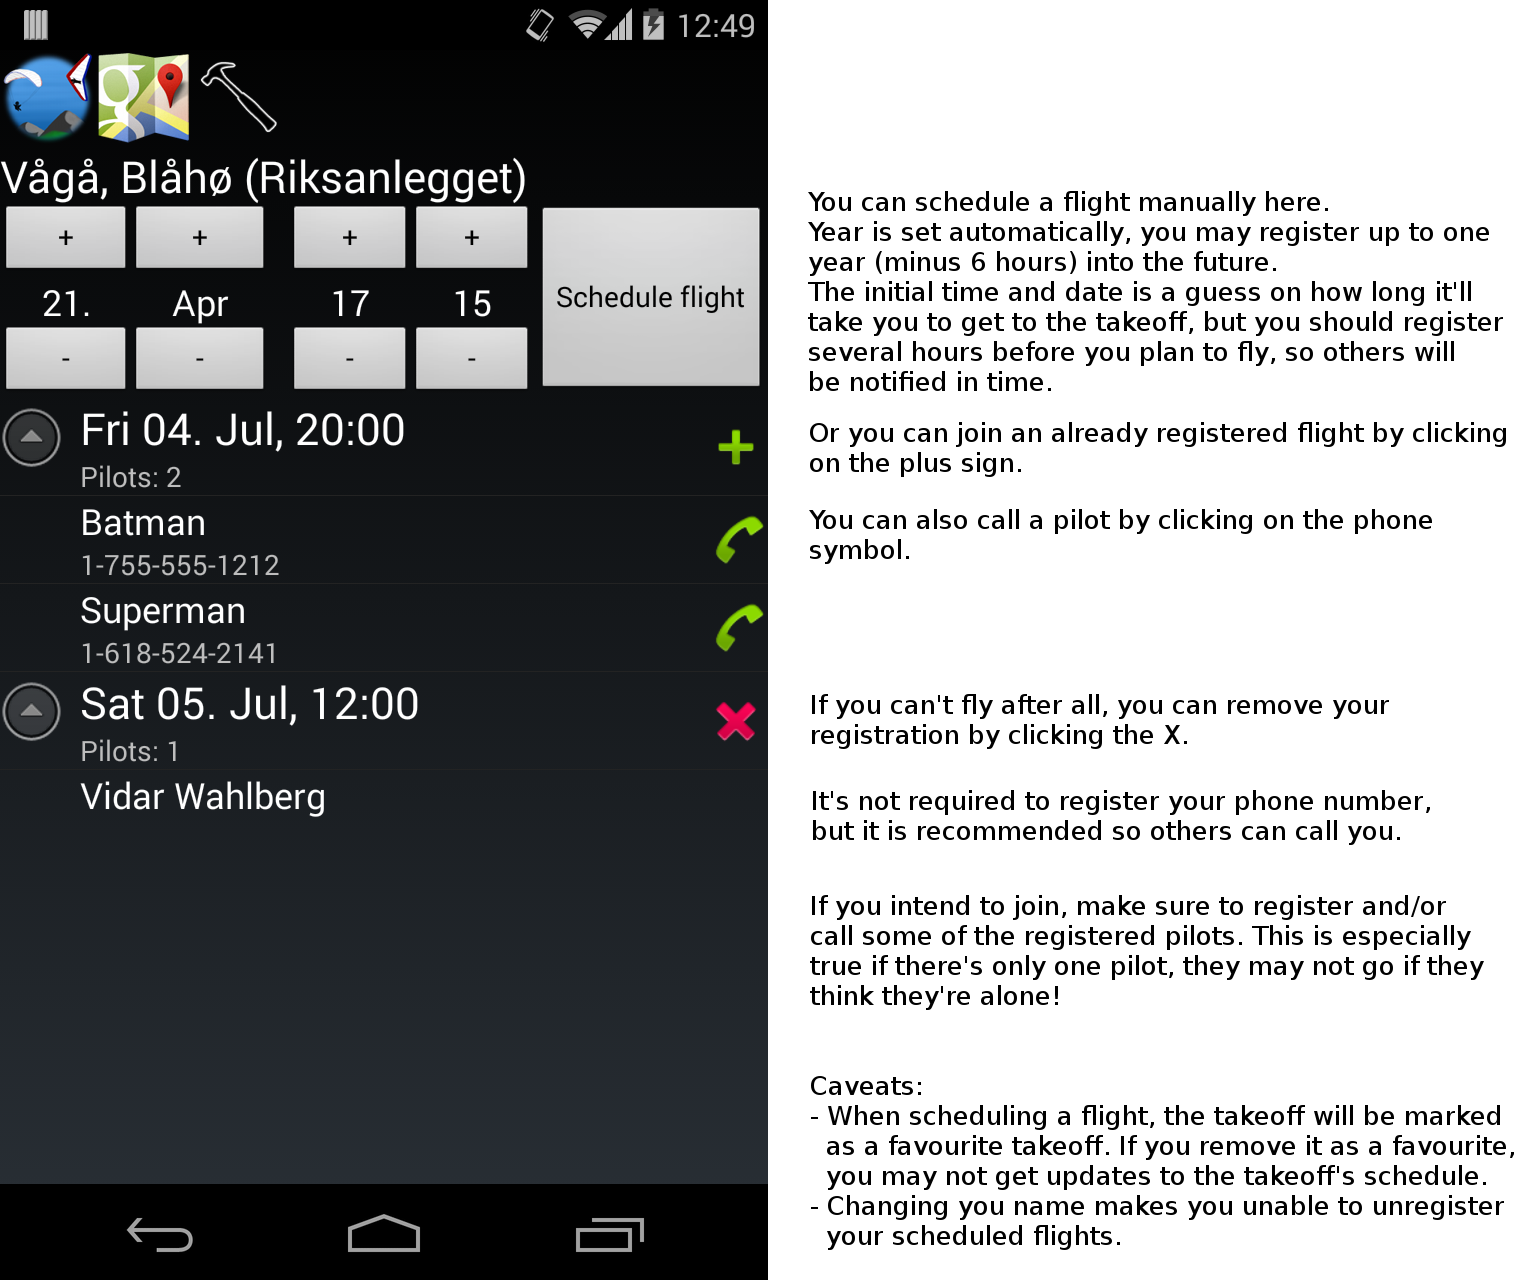 12:49
Vågå, Blåhø (Riksanlegget)
+ + + +
21. Apr 17 15
- - - -
Schedule flight
Fri 04. Jul, 20:00
Pilots: 2
Batman
1-755-555-1212
Superman
1-618-524-2141
Sat 05. Jul, 12:00
Pilots: 1
Vidar Wahlberg
You can schedule a flight manually here.
Year is set automatically, you may register up to one
year (minus 6 hours) into the future.
The initial time and date is a guess on how long it'll
take you to get to the takeoff, but you should register
several hours before you plan to fly, so others will
be notified in time.
Or you can join an already registered flight by clicking
on the plus sign.
You can also call a pilot by clicking on the phone
symbol.
If you can't fly after all, you can remove your
registration by clicking the X.
It's not required to register your phone number,
but it is recommended so others can call you.
If you intend to join, make sure to register and/or
call some of the registered pilots. This is especially
true if there's only one pilot, they may not go if they
think they're alone!
Caveats:
- When scheduling a flight, the takeoff will be marked
as a favourite takeoff. If you remove it as a favourite,
you may not get updates to the takeoff's schedule.
- Changing you name makes you unable to unregister
your scheduled flights.